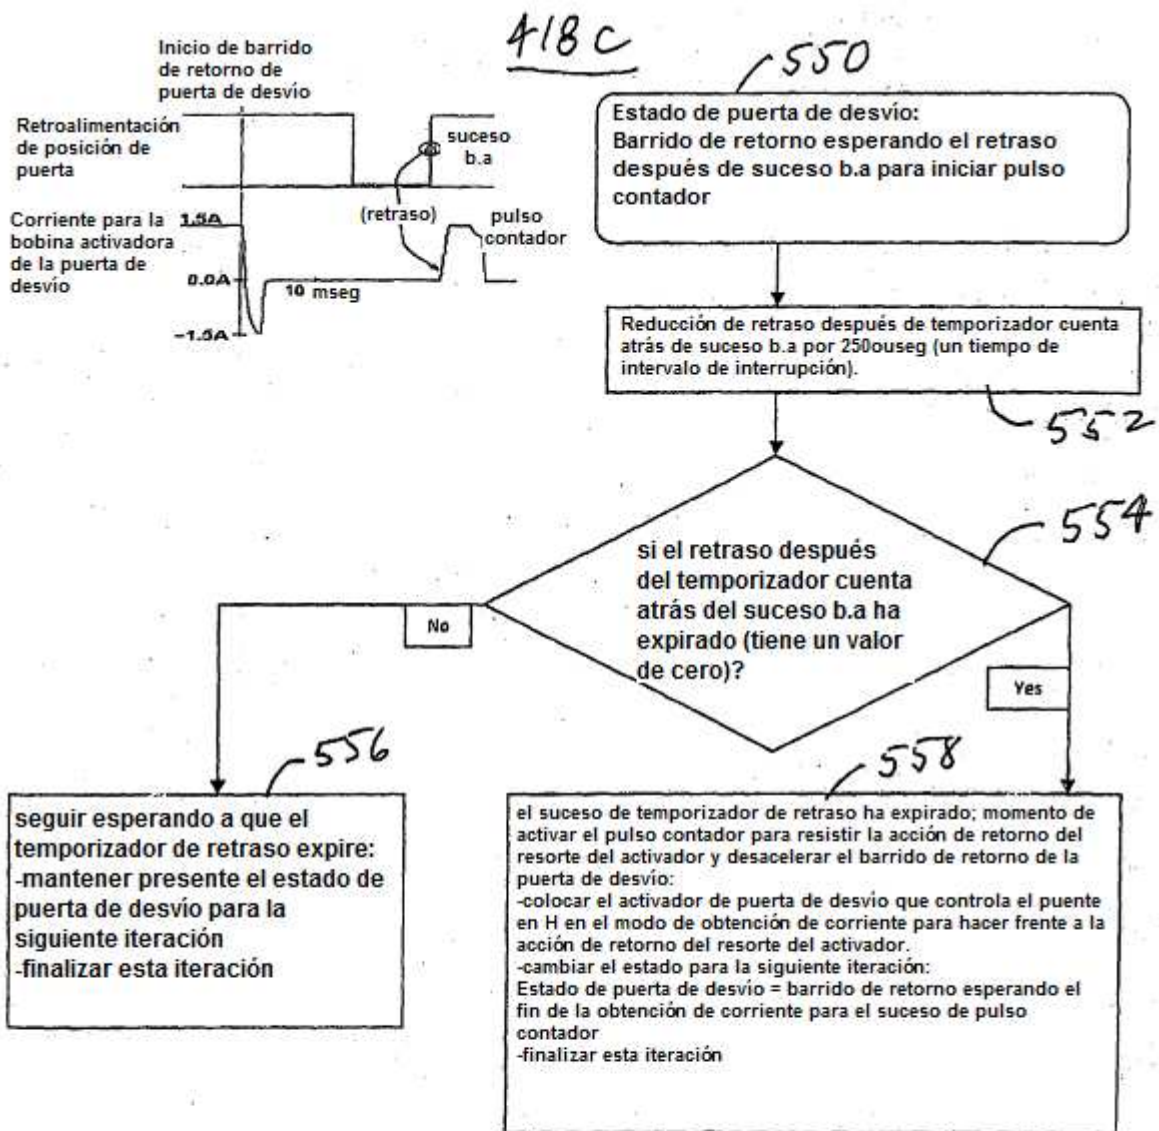 418C
Inicio de barrido
de retorno de
puerta de desvío
Retroalimentación
de posición de
puerta
suceso
b.a
Corriente para la
bobina activadora
de la puerta de
desvío
1.5A
(retraso)
pulso
contador
0.0A
10 mseg
-1.5A
550
Estado de puerta de desvío:
Barrido de retorno esperando el retraso
después de suceso b.a para iniciar pulso
contador
Reducción de retraso después de temporizador cuenta
atrás de suceso b.a por 250ouseg (un tiempo de
intervalo de interrupción).
552
si el retraso después
del temporizador cuenta
atrás del suceso b.a ha
expirado (tiene un valor
de cero)?
554
No
Yes
556
seguir esperando a que el
temporizador de retraso expire:
-mantener presente el estado de
puerta de desvío para la
siguiente iteración
-finalizar esta iteración
558
el suceso de temporizador de retraso ha expirado; momento de
activar el pulso contador para resistir la acción de retorno del
resorte del activador y desacelerar el barrido de retorno de la
puerta de desvío:
-colocar el activador de puerta de desvío que controla el puente
en H en el modo de obtención de corriente para hacer frente a la
acción de retorno del resorte del activador.
-cambiar el estado para la siguiente iteración:
Estado de puerta de desvío = barrido de retorno esperando el
fin de la obtención de corriente para el suceso de pulso
contador
-finalizar esta iteración